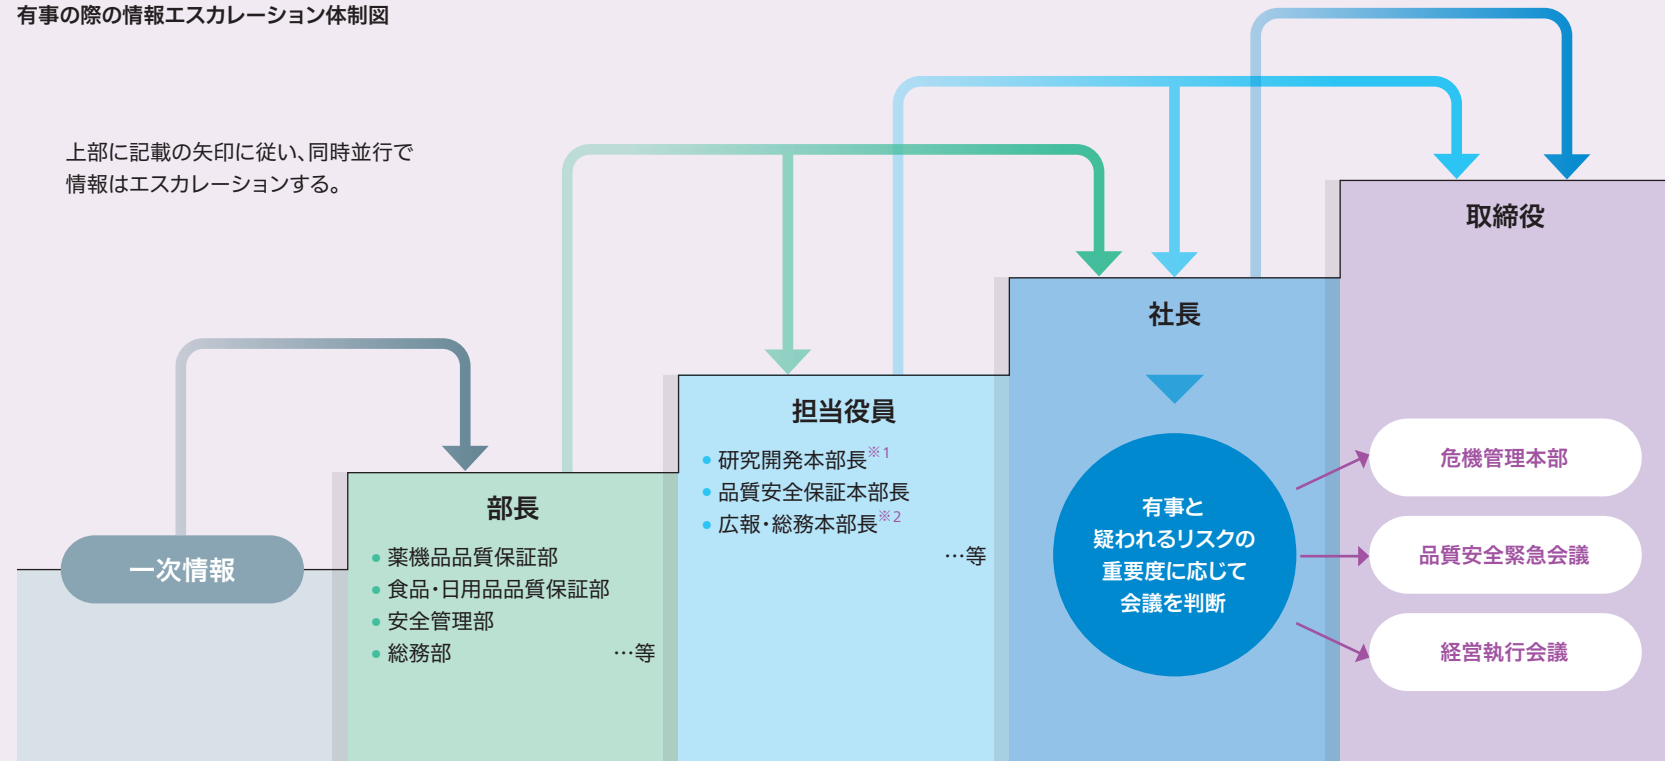 有事の際の情報エスカレーション体制図
上部に記載の矢印に従い、同時並行で
情報はエスカレーションする。
一次情報
部長
• 薬機品品質保証部
• 食品・日用品品質保証部
• 安全管理部
• 総務部 …等
担当役員
• 研究開発本部長※1
• 品質安全保証本部長
• 広報・総務本部長※2
…等
社長
有事と
疑われるリスクの
重要度に応じて
会議を判断
取締役
危機管理本部
品質安全緊急会議
経営執行会議